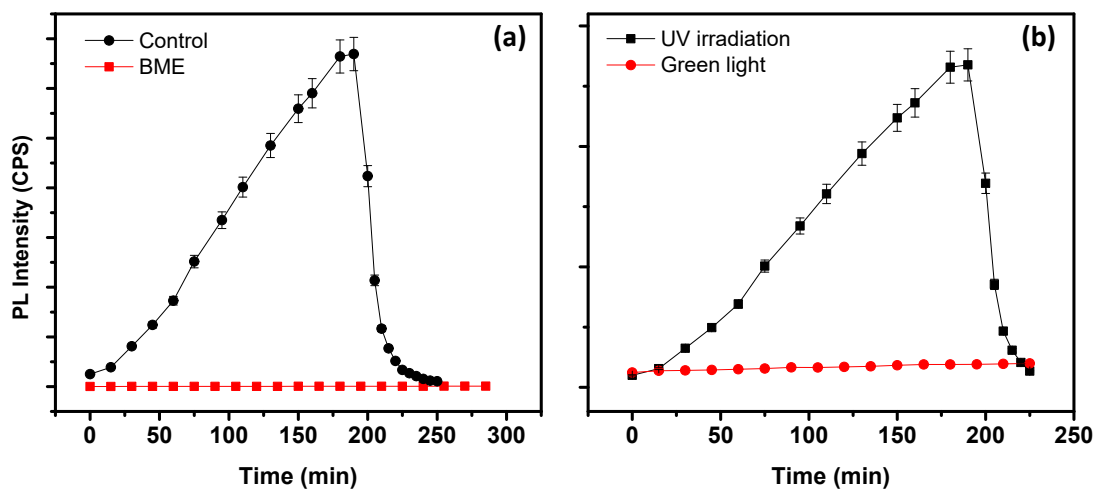 Control
BME
(a)
PL Intensity (CPS)
0
50
100
150
200
250
300
Time (min)
UV irradiation
Green light
(b)
0
50
100
150
200
250
Time (min)